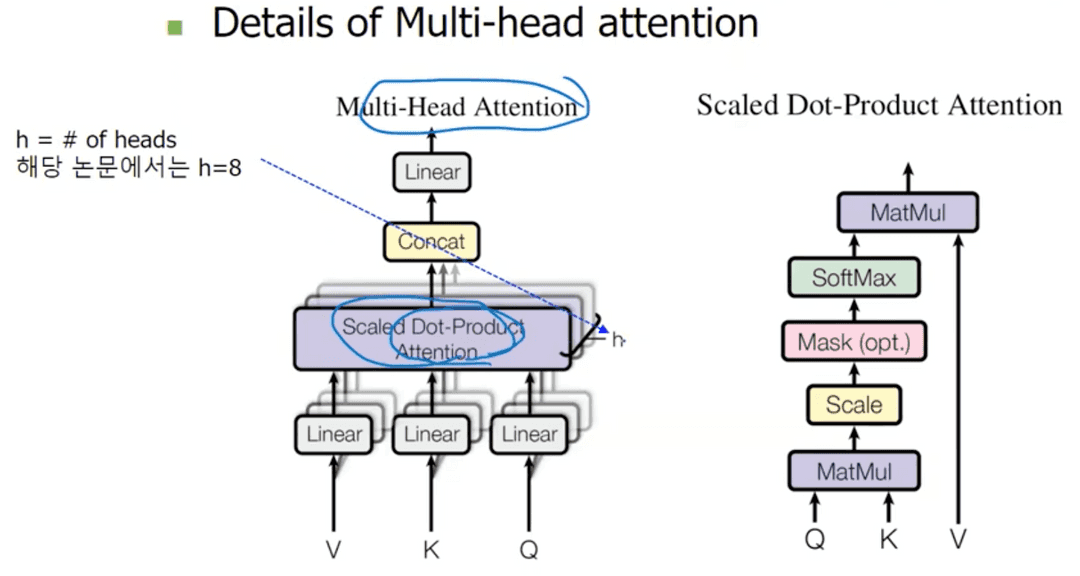 Details of Multi-head attention
h = # of heads
해당 논문에서는 h=8
Multi-Head Attention
Linear
Concat
Scaled Dot-Product
Attention
h
Linear
Linear
Linear
V
K
Q
Scaled Dot-Product Attention
MatMul
SoftMax
Mask (opt.)
Scale
MatMul
Q
K
V